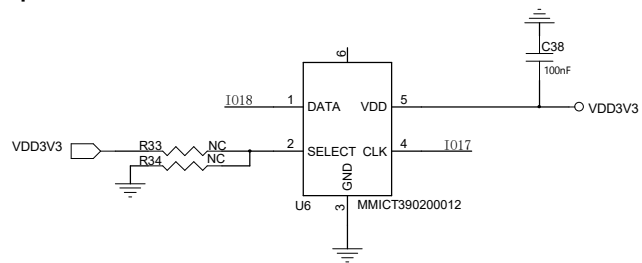 C38
100nF
6
IO18
1
DATA
VDD
5
VDD3V3
VDD3V3
R33
NC
2
SELECT
CLK
4
IO17
R34
NC
GND
U6
3
MMICT390200012